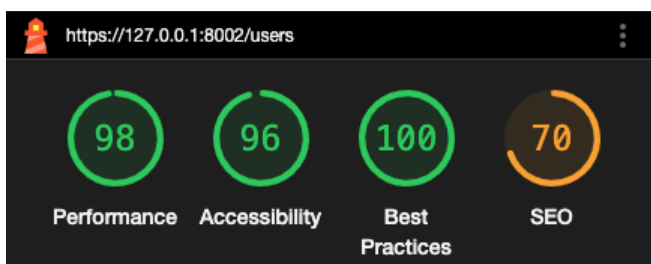 https://127.0.0.1:8002/users
98 96 100 70
Performance Accessibility Best Practices SEO